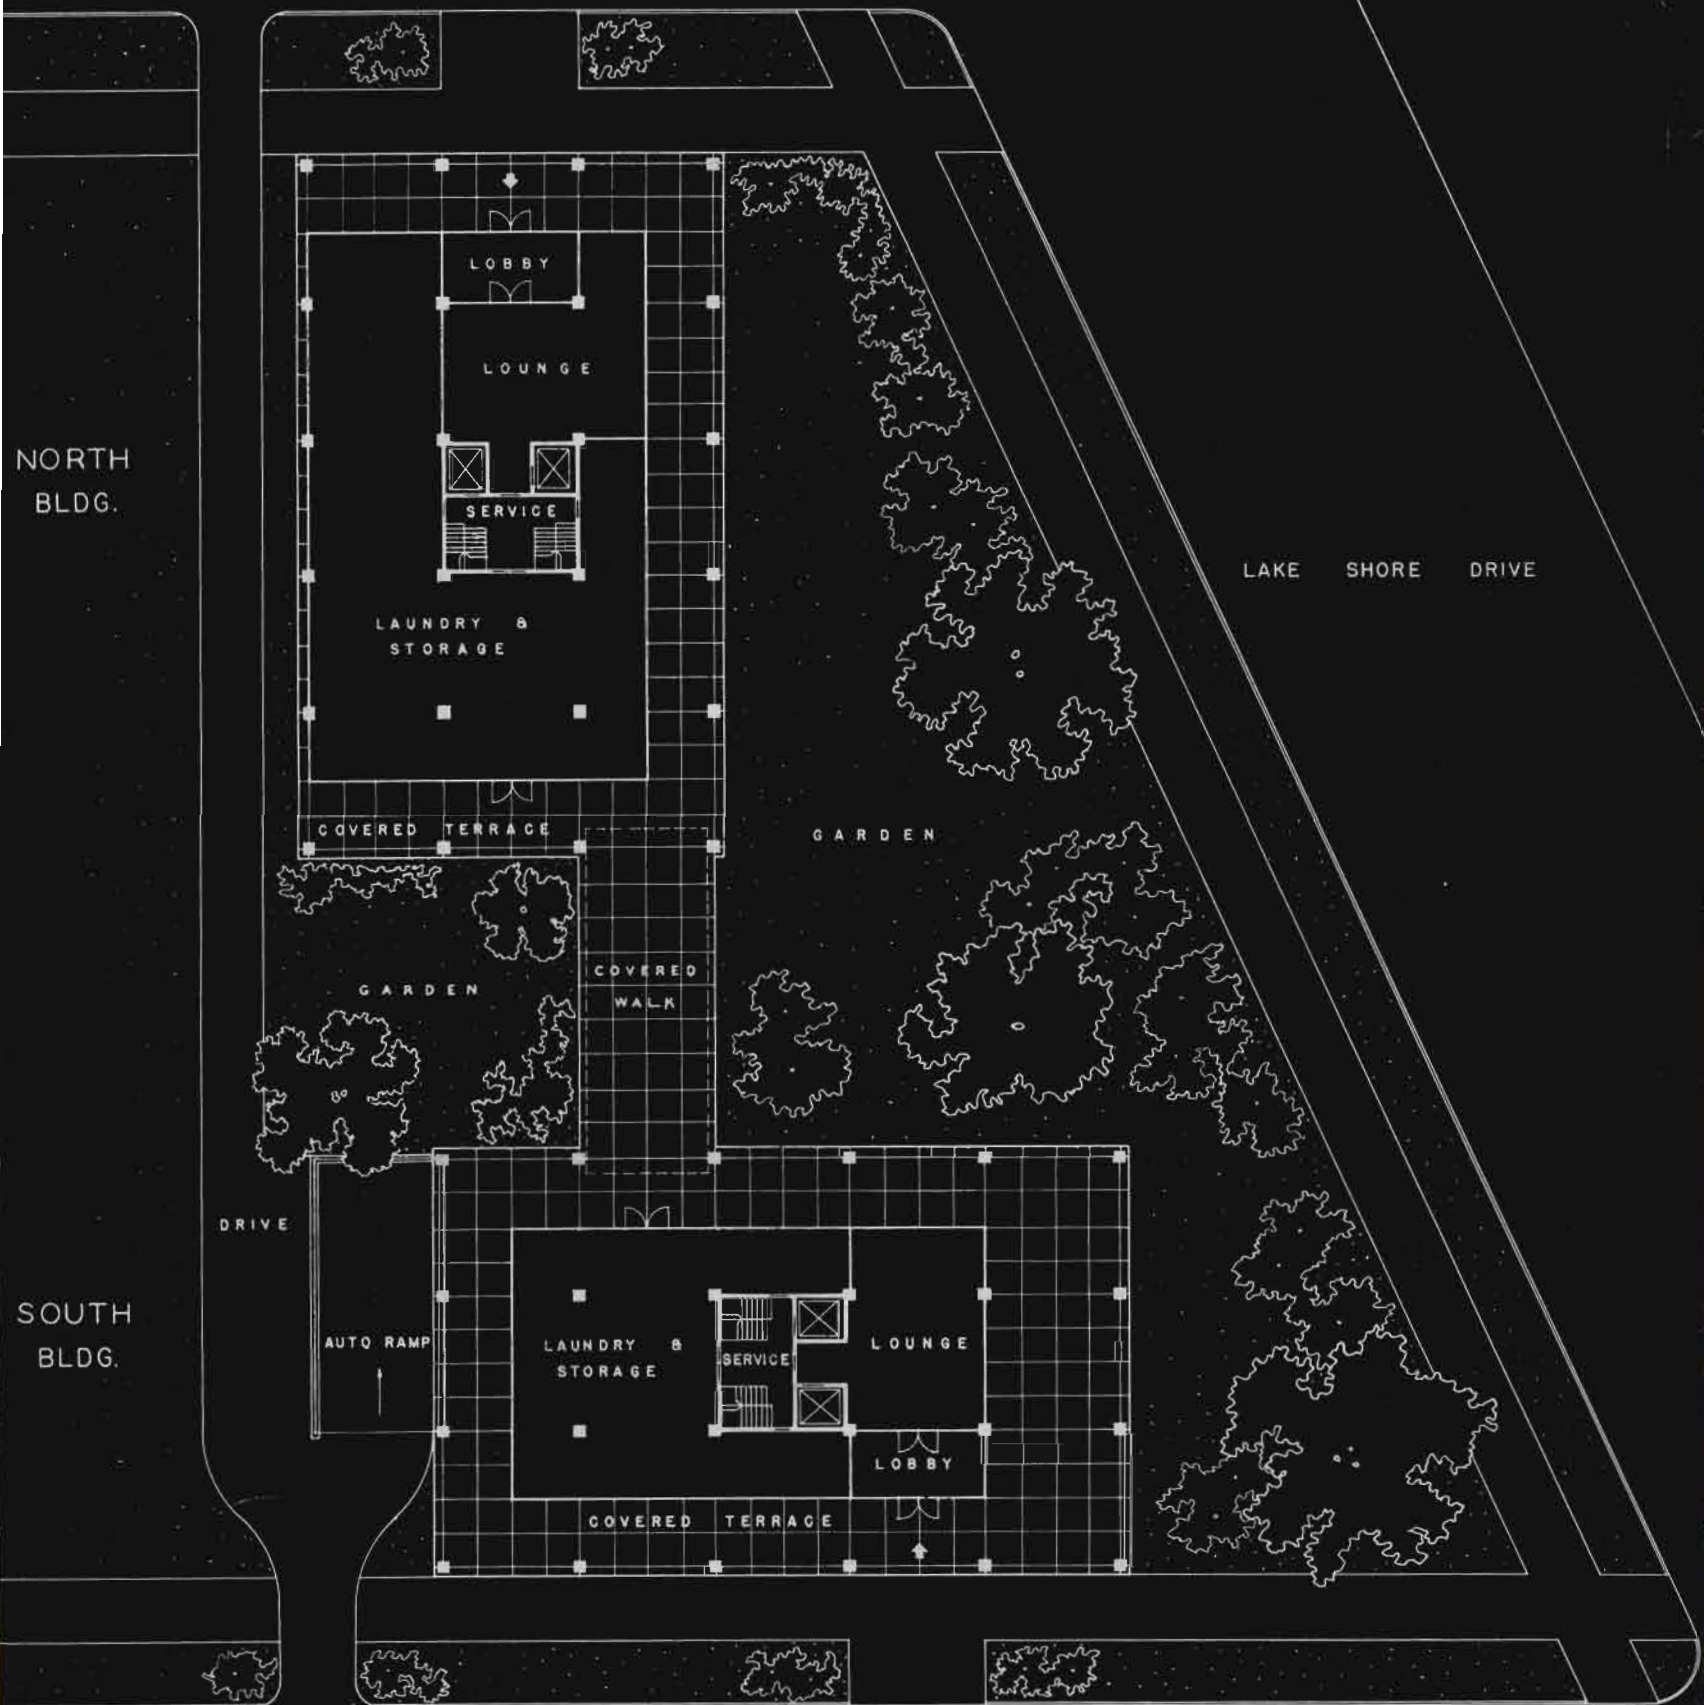 LOBBY
LOUNGE
NORTH
BLDG.
SERVICE
LAKE SHORE DRIVE
LAUNDRY &
STORAGE
COVERED TERRACE
GARDEN
COVERED
WALK
GARDEN
DRIVE
SOUTH
BLDG.
AUTO RAMP
LAUNDRY &
STORAGE
SERVICE
LOUNGE
LOBBY
COVERED TERRACE